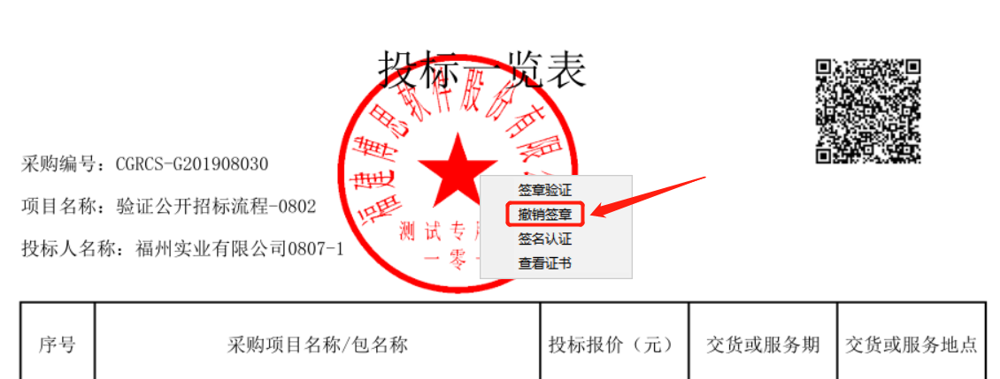 投标一览表
福建博思软件股份有限
测试专
一零
采购编号：CGRCS-G201908030
项目名称：验证公开招标流程-0802
投标人名称：福州实业有限公司0807-1
签章验证
撤销签章
签名认证
查看证书
序号 采购项目名称/包名称 投标报价（元） 交货或服务期 交货或服务地点